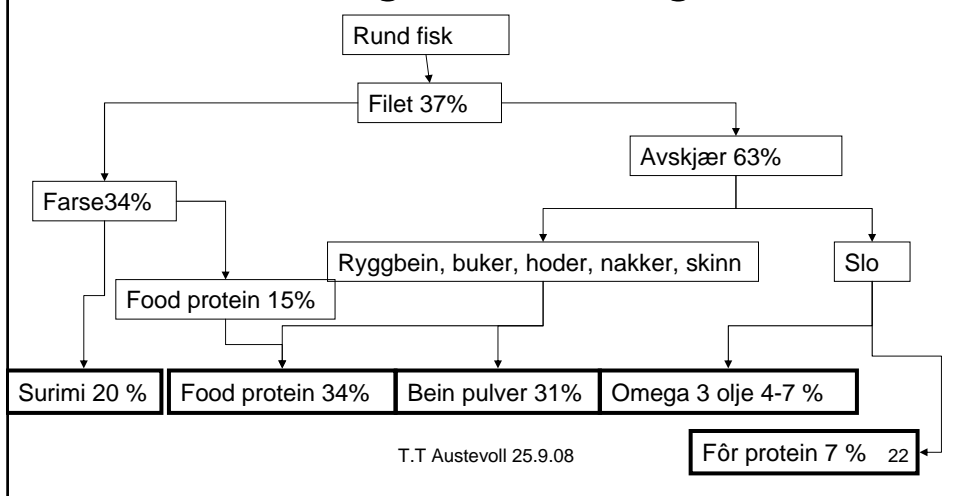 Rund fisk
Filet 37%
Avskjær 63%
Farse34%
Ryggbein, buker, hoder, nakker, skinn
Slo
Food protein 15%
Surimi 20 %
Food protein 34%
Bein pulver 31%
Omega 3 olje 4-7 %
T.T Austevoll 25.9.08
Fôr protein 7 %
22